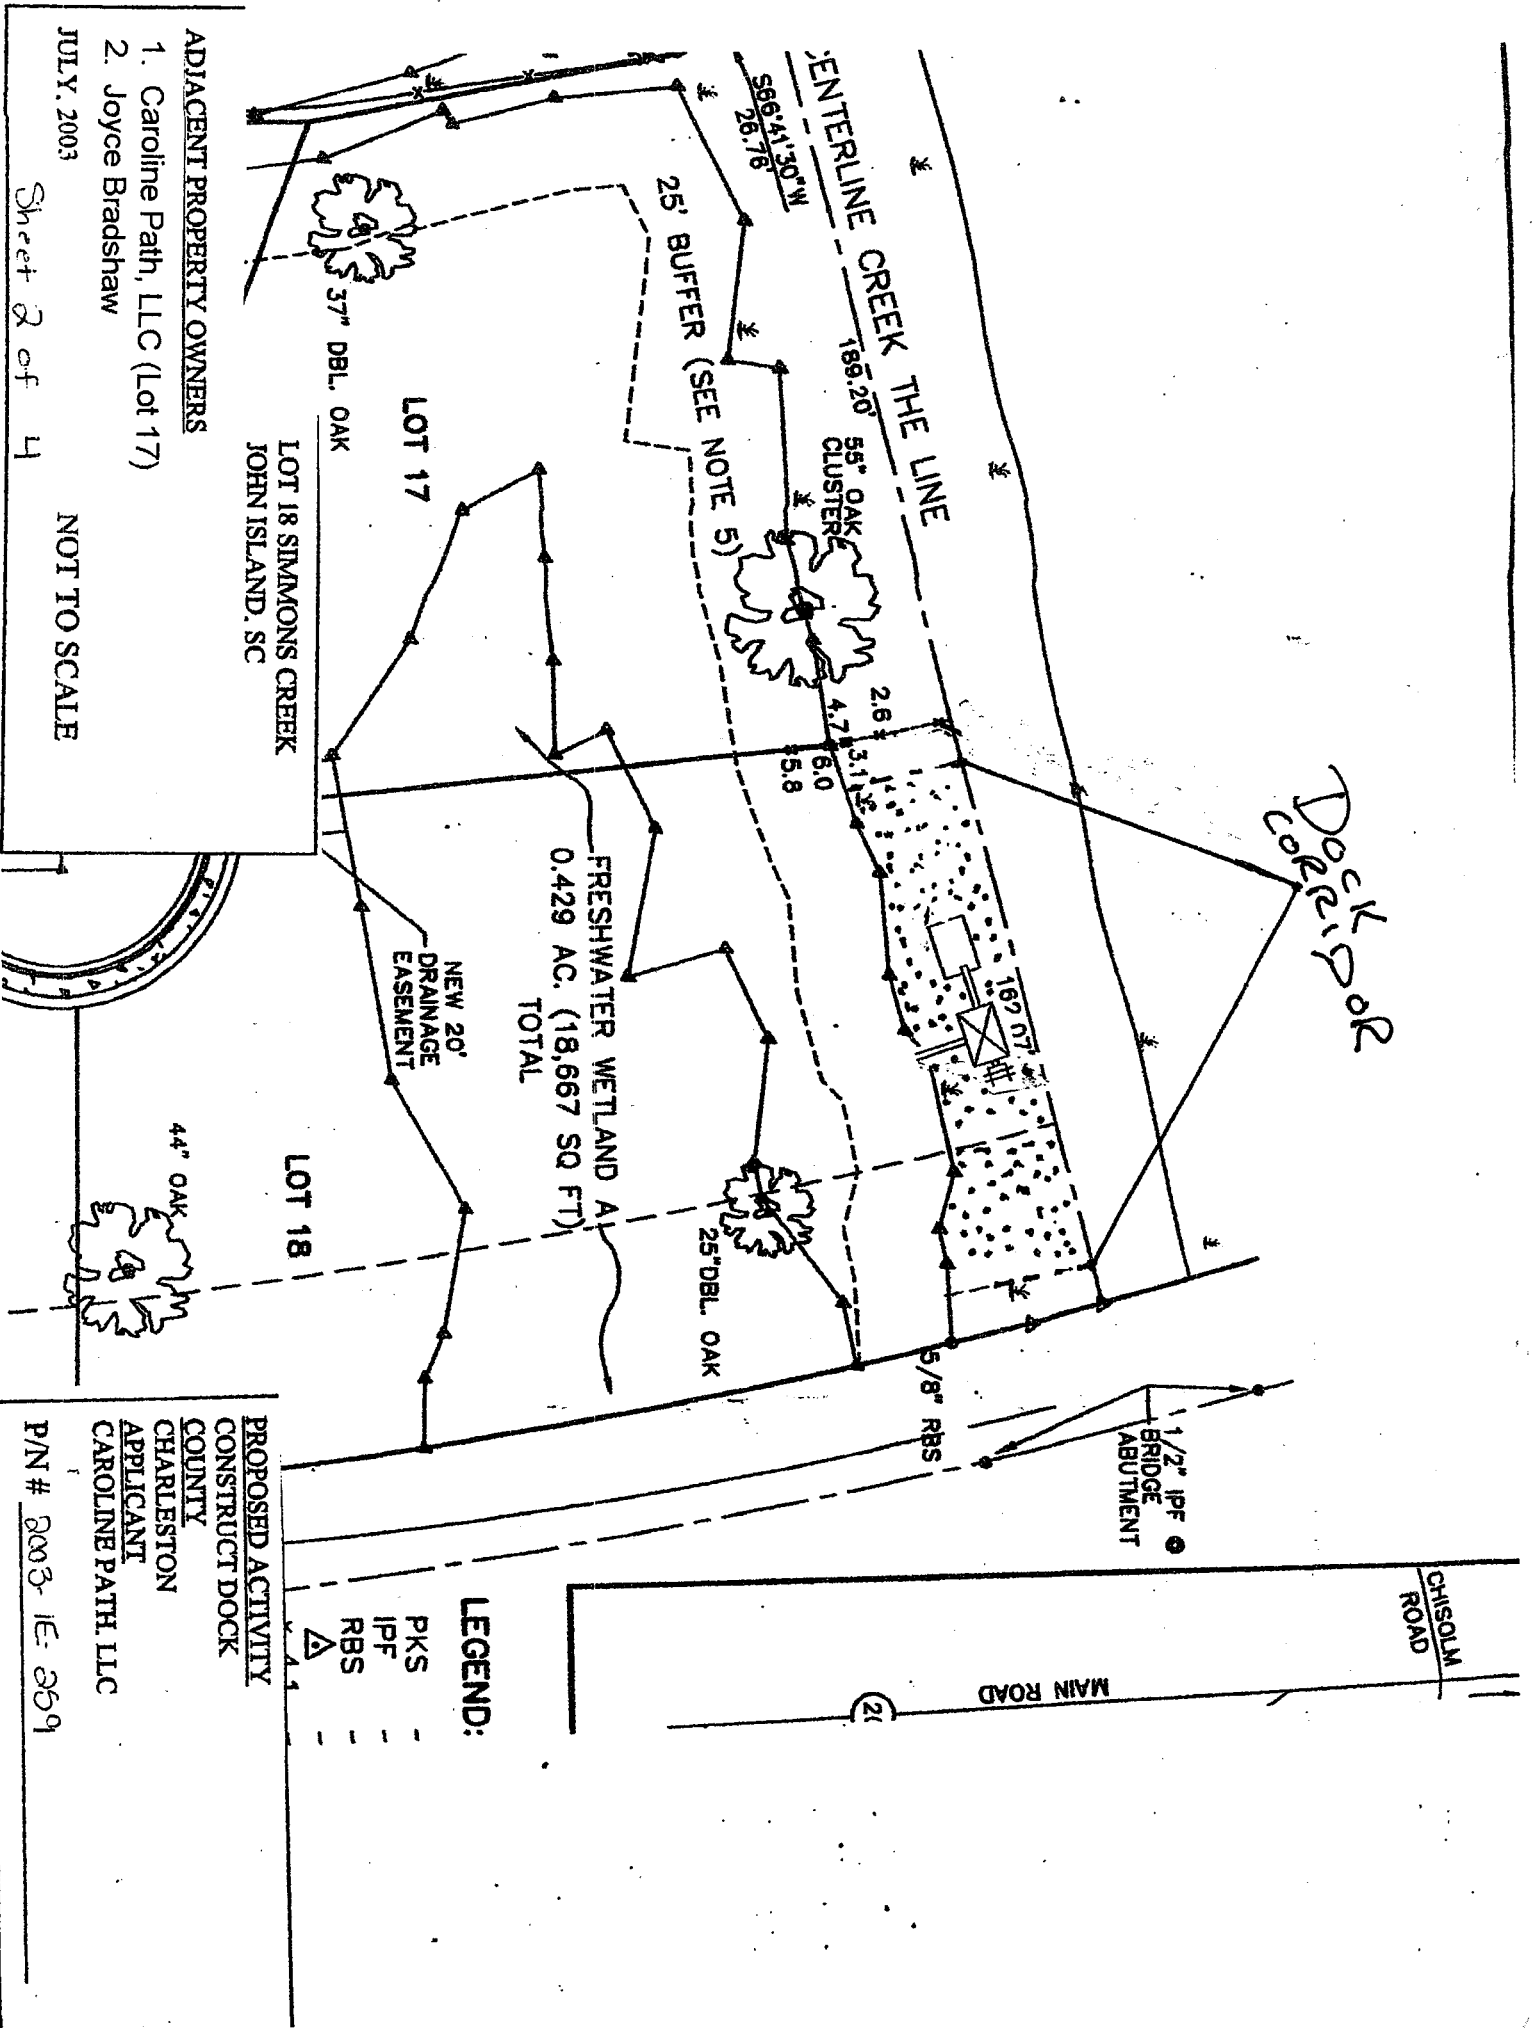 DOCK
CORRIDOR
CHISOLM
ROAD
MAIN ROAD
1/2" IPF
BRIDGE
ABUTMENT
CENTERLINE CREEK THE LINE
S66°41'30"W
26.76'
189.20'
55" OAK
CLUSTER
2.6
4.7
3.1
6.0
5.8
5/8" RBS
25' BUFFER (SEE NOTE 5)
25"DBL. OAK
FRESHWATER WETLAND A
0.429 AC. (18,667 SQ FT)
TOTAL
37" DBL. OAK
LOT 17
NEW 20'
DRAINAGE
EASEMENT
LOT 18
44" OAK
LEGEND:
PKS -
IPF -
RBS -
LOT 18 SIMMONS CREEK
JOHN ISLAND, SC
ADJACENT PROPERTY OWNERS
1. Caroline Path, LLC (Lot 17)
2. Joyce Bradshaw
JULY, 2003 NOT TO SCALE
Sheet 2 of 4
PROPOSED ACTIVITY
CONSTRUCT DOCK
COUNTY
CHARLESTON
APPLICANT
CAROLINE PATH LLC
P/N # 2003-1E-259